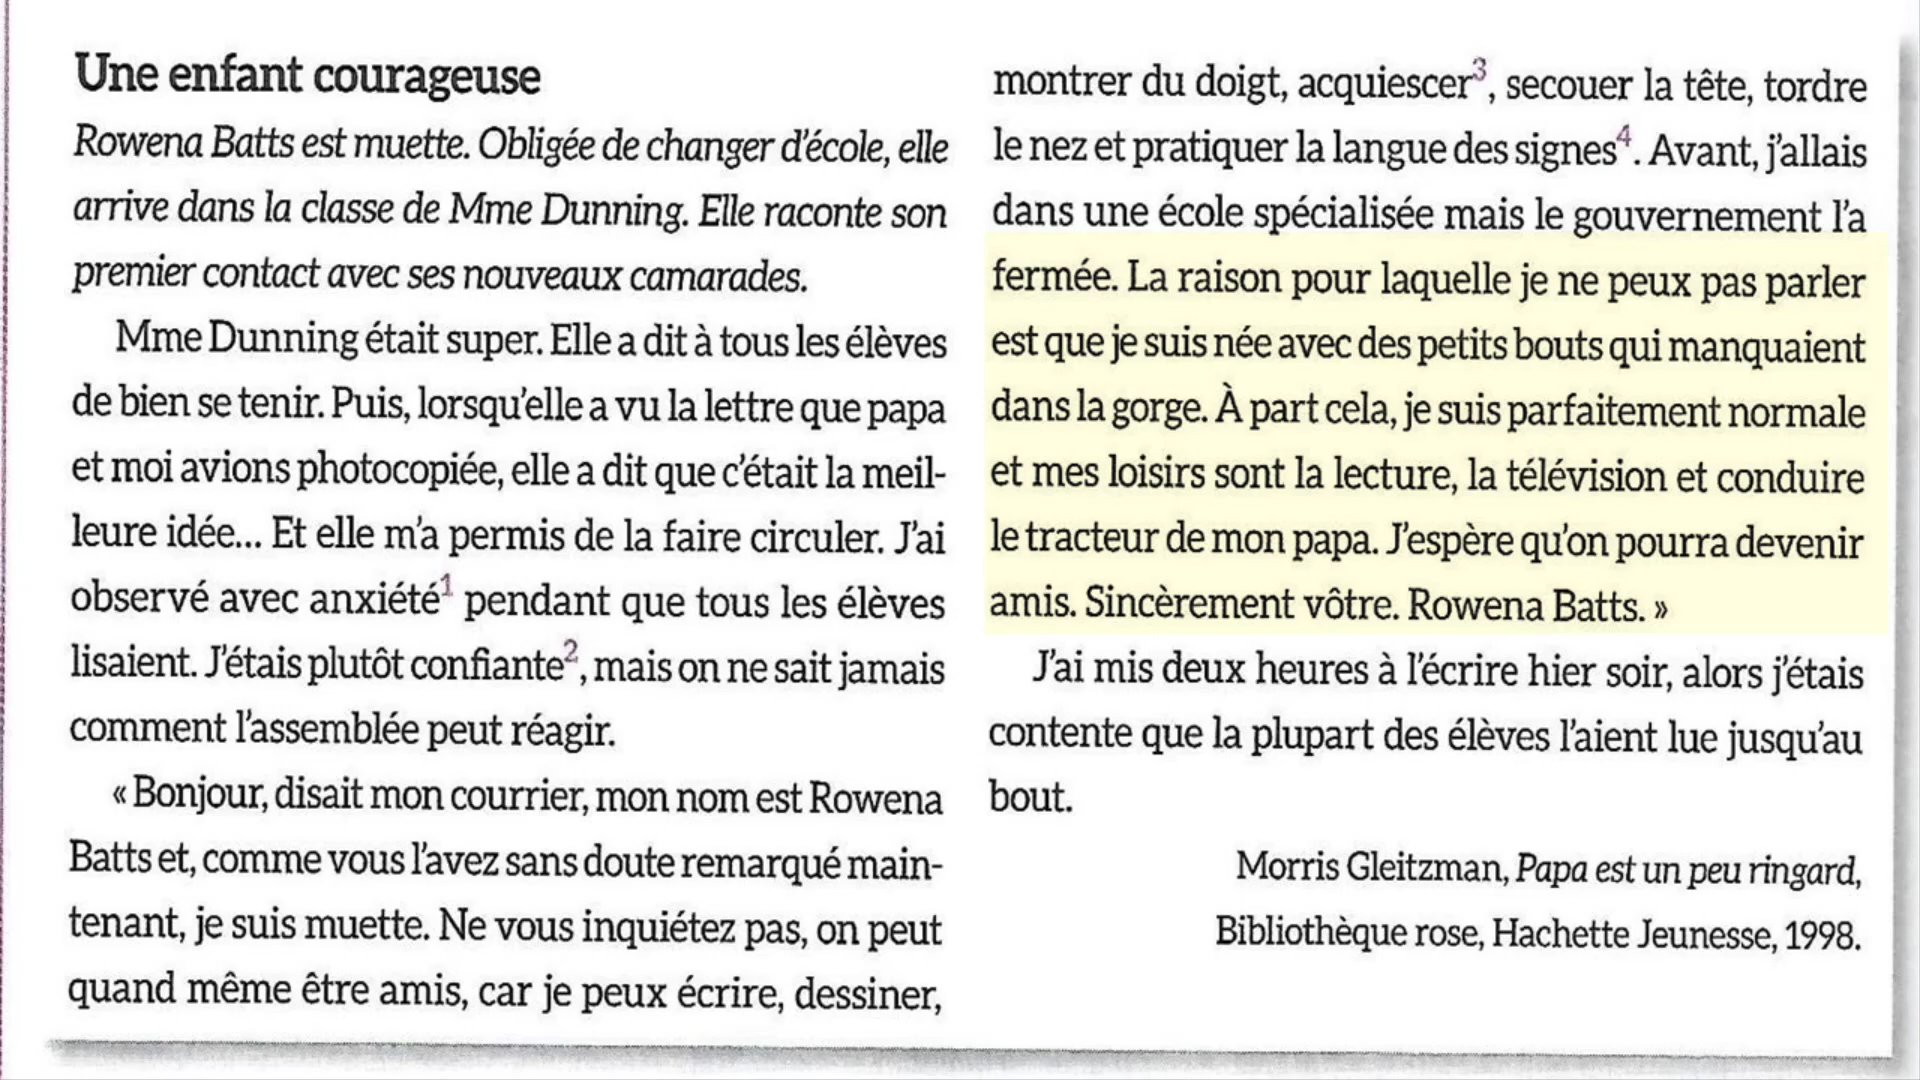 Une enfant courageuse
Rowena Batts est muette. Obligée de changer d'école, elle
arrive dans la classe de Mme Dunning. Elle raconte son
premier contact avec ses nouveaux camarades.
Mme Dunning était super. Elle a dit à tous les élèves
de bien se tenir. Puis, lorsqu'elle a vu la lettre que papa
et moi avions photocopiée, elle a dit que c'était la meil-
leure idée... Et elle m'a permis de la faire circuler. J'ai
observé avec anxiété1 pendant que tous les élèves
lisaient. J'étais plutôt confiante2, mais on ne sait jamais
comment l'assemblée peut réagir.
« Bonjour, disait mon courrier, mon nom est Rowena
Batts et, comme vous l'avez sans doute remarqué main-
tenant, je suis muette. Ne vous inquiétez pas, on peut
quand même être amis, car je peux écrire, dessiner,
montrer du doigt, acquiescer3, secouer la tête, tordre
le nez et pratiquer la langue des signes4. Avant, j'allais
dans une école spécialisée mais le gouvernement l'a
fermée. La raison pour laquelle je ne peux pas parler
est que je suis née avec des petits bouts qui manquaient
dans la gorge. À part cela, je suis parfaitement normale
et mes loisirs sont la lecture, la télévision et conduire
le tracteur de mon papa. J'espère qu'on pourra devenir
amis. Sincèrement vôtre. Rowena Batts. »
J'ai mis deux heures à l'écrire hier soir, alors j'étais
contente que la plupart des élèves l'aient lue jusqu'au
bout.
Morris Gleitzman, Papa est un peu ringard,
Bibliothèque rose, Hachette Jeunesse, 1998.